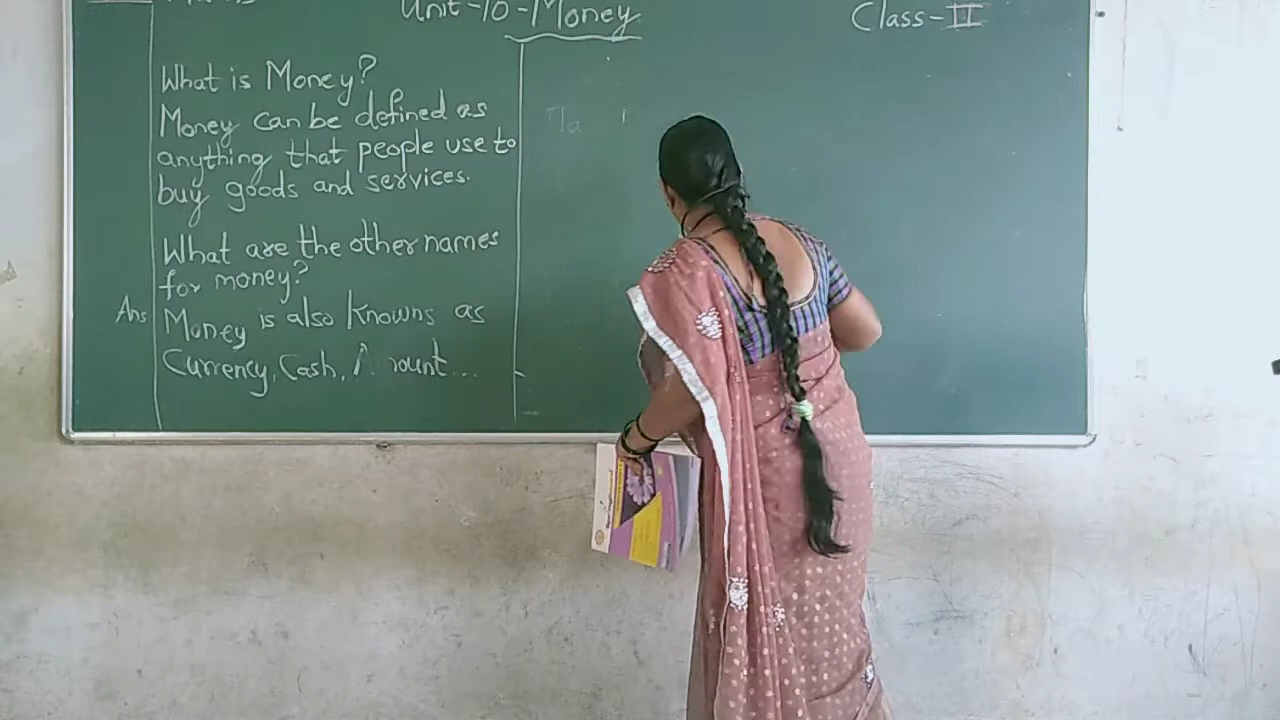 Unit-10-Money
Class-II
What is Money?
Money can be defined as
anything that people use to
buy goods and services.
What are the other names
for money?
Ans Money is also knowns as
Currency, Cash, Amount...